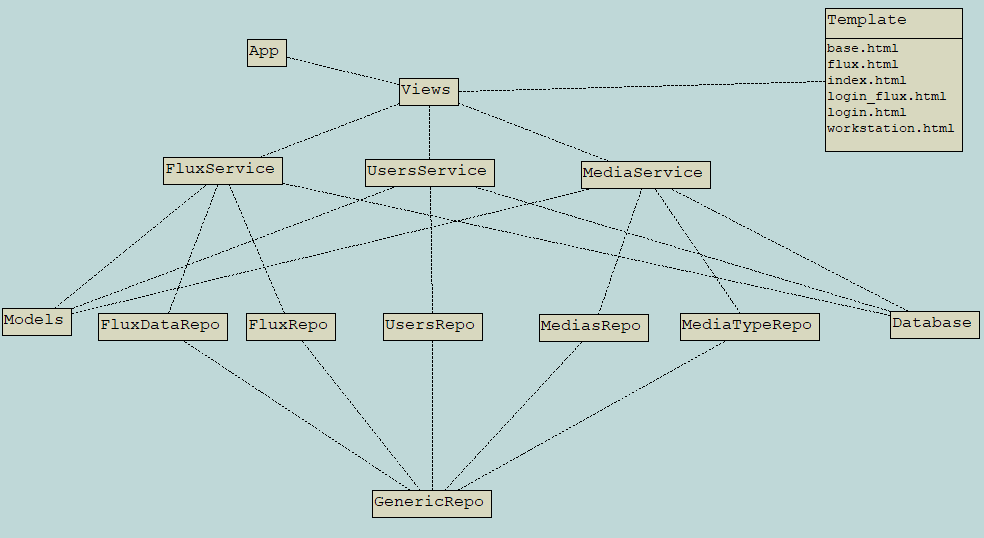 Template
base.html
flux.html
index.html
login_flux.html
login.html
workstation.html
App
Views
FluxService
UsersService
MediaService
Models
FluxDataRepo
FluxRepo
UsersRepo
MediasRepo
MediaTypeRepo
Database
GenericRepo